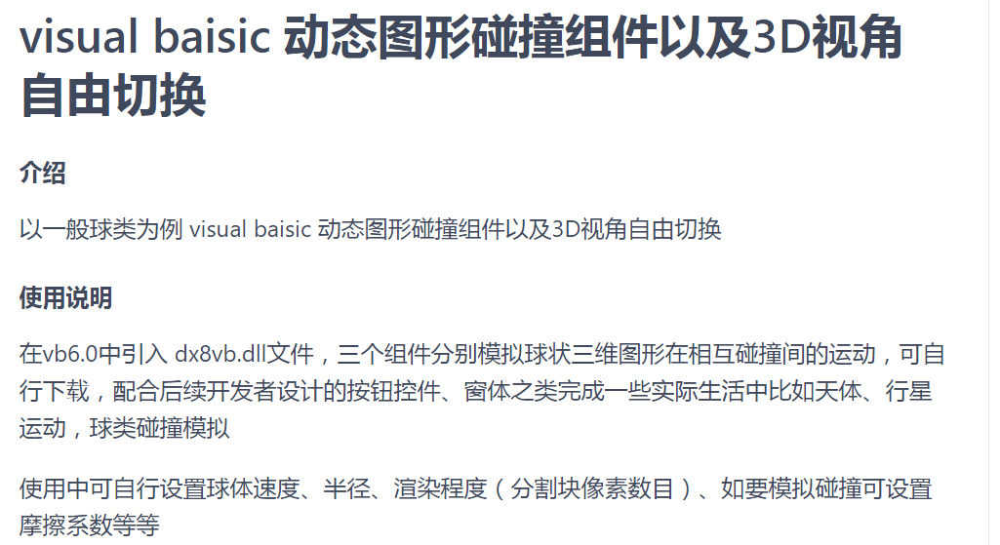 visual baisic 动态图形碰撞组件以及3D视角
自由切换
介绍
以一般球类为例 visual baisic 动态图形碰撞组件以及3D视角自由切换
使用说明
在vb6.0中引入 dx8vb.dll文件，三个组件分别模拟球状三维图形在相互碰撞间的运动，可自
行下载，配合后续开发者设计的按钮控件、窗体之类完成一些实际生活中比如天体、行星
运动，球类碰撞模拟
使用中可自行设置球体速度、半径、渲染程度（分割块像素数目）、如要模拟碰撞可设置
摩擦系数等等